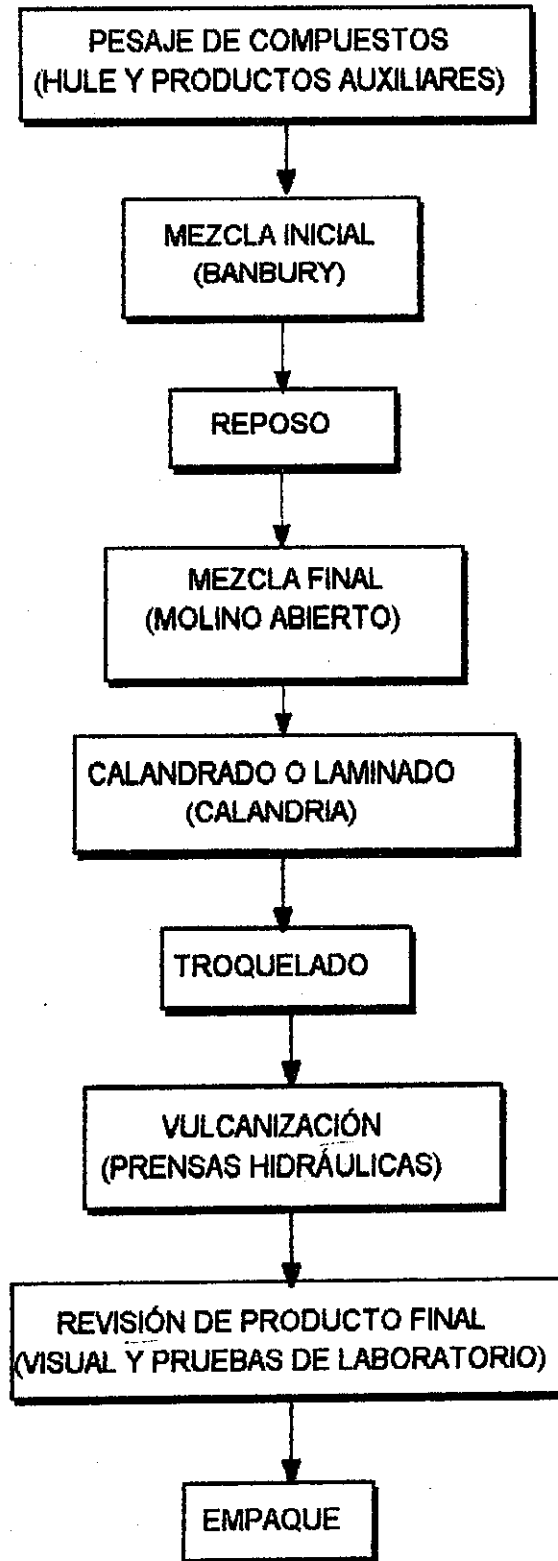 PESAJE DE COMPUESTOS
(HULE Y PRODUCTOS AUXILIARES)
MEZCLA INICIAL
(BANBURY)
REPOSO
MEZCLA FINAL
(MOLINO ABIERTO)
CALANDRADO O LAMINADO
(CALANDRIA)
TROQUELADO
VULCANIZACIÓN
(PRENSAS HIDRÁULICAS)
REVISIÓN DE PRODUCTO FINAL
(VISUAL Y PRUEBAS DE LABORATORIO)
EMPAQUE